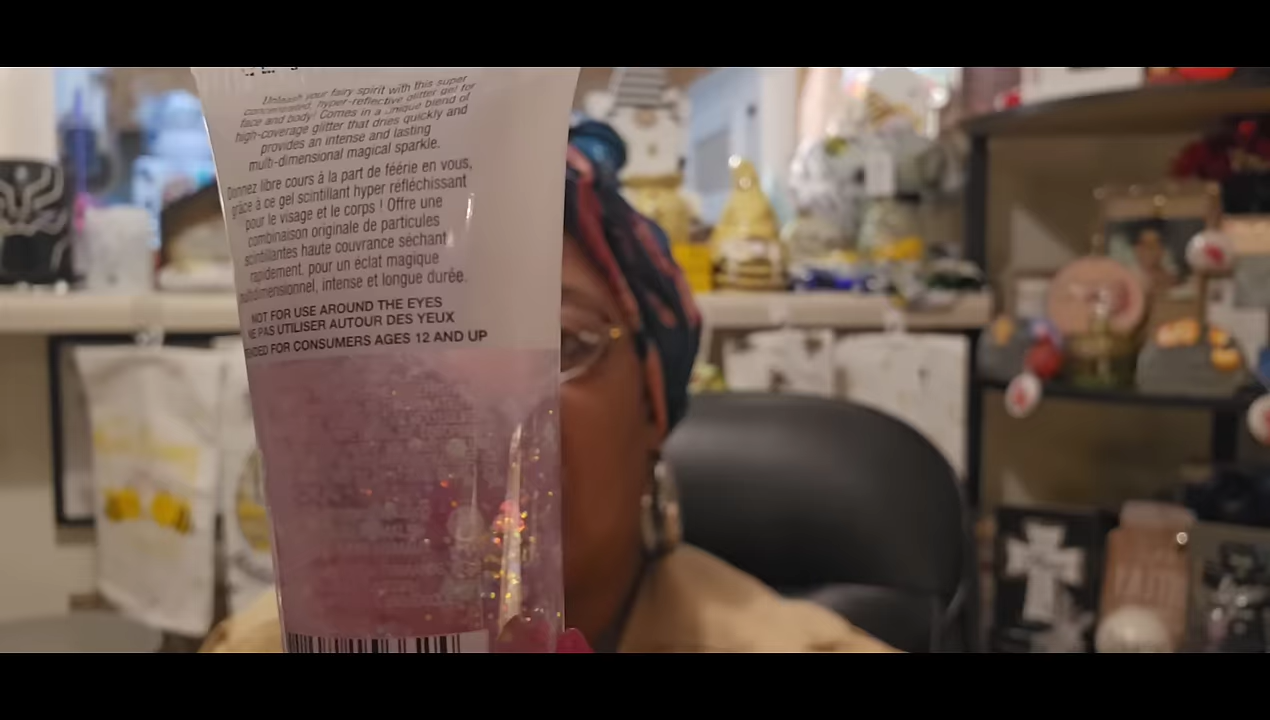 Unleash your fairy spirit with this super
concentrated, hyper-reflective glitter gel for
face and body! Comes in a unique blend of
high-coverage glitter that dries quickly and
provides an intense and lasting
multi-dimensional magical sparkle.
Donnez libre cours à la part de féérie en vous,
grâce à ce gel scintillant hyper réfléchissant
pour le visage et le corps ! Offre une
combinaison originale de particules
scintillantes haute couvrance séchant
rapidement, pour un éclat magique
multidimensionnel, intense et longue durée.
NOT FOR USE AROUND THE EYES
NE PAS UTILISER AUTOUR DES YEUX
FOR CONSUMERS AGES 12 AND UP
FAITH